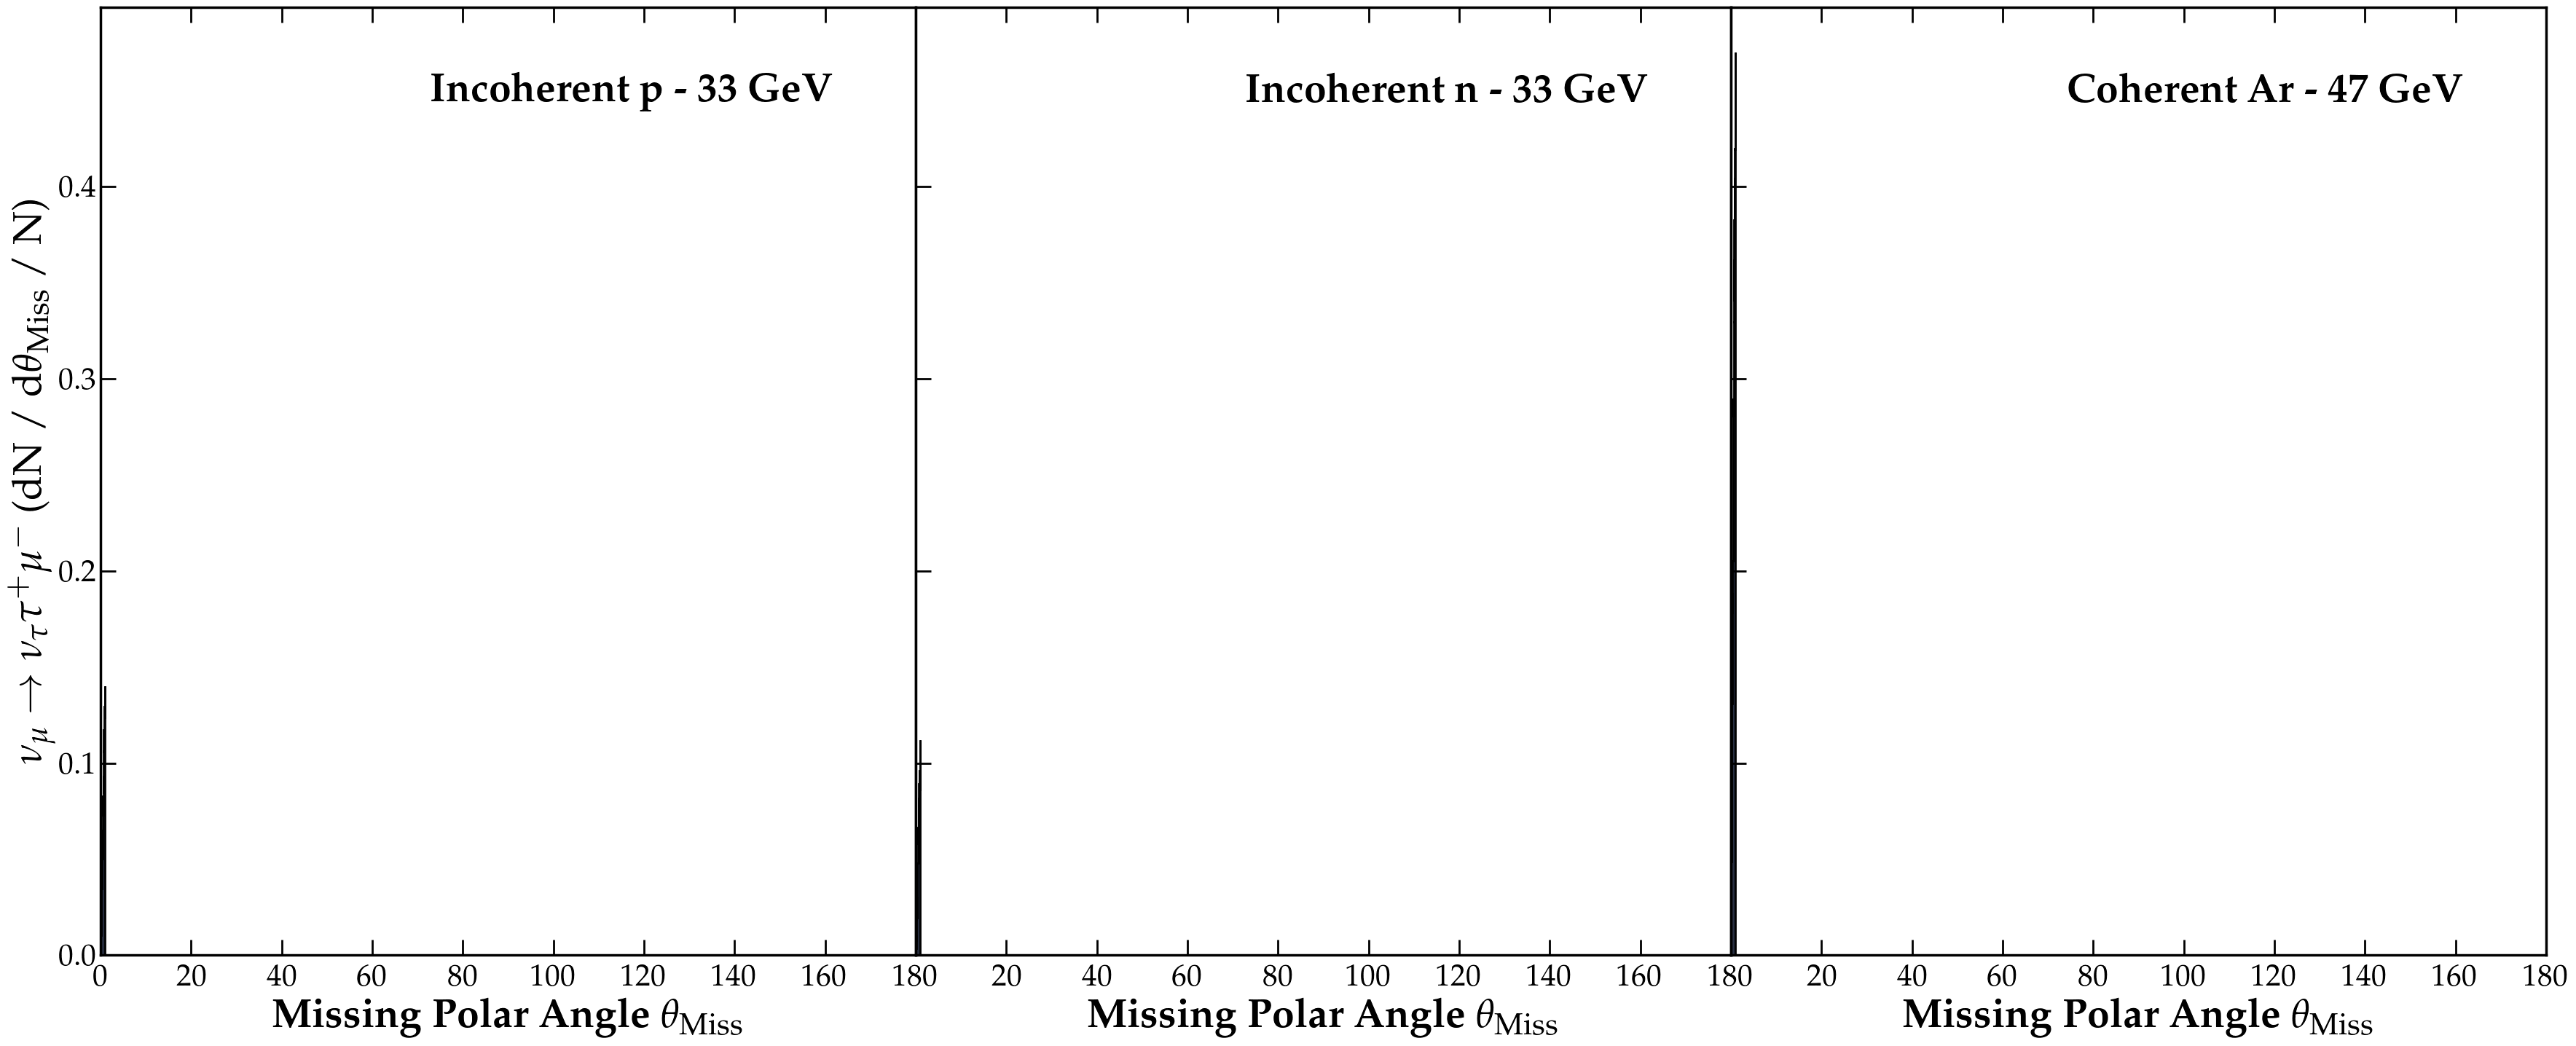 Incoherent p - 33 GeV
Incoherent n - 33 GeV
Coherent Ar - 47 GeV
ν_μ → ν_τ τ⁺ μ⁻ (dN / dθ_Miss / N)
0.4
0.3
0.2
0.1
0.0
0 20 40 60 80 100 120 140 160 180 20 40 60 80 100 120 140 160 180 20 40 60 80 100 120 140 160 180
Missing Polar Angle θ_Miss
Missing Polar Angle θ_Miss
Missing Polar Angle θ_Miss